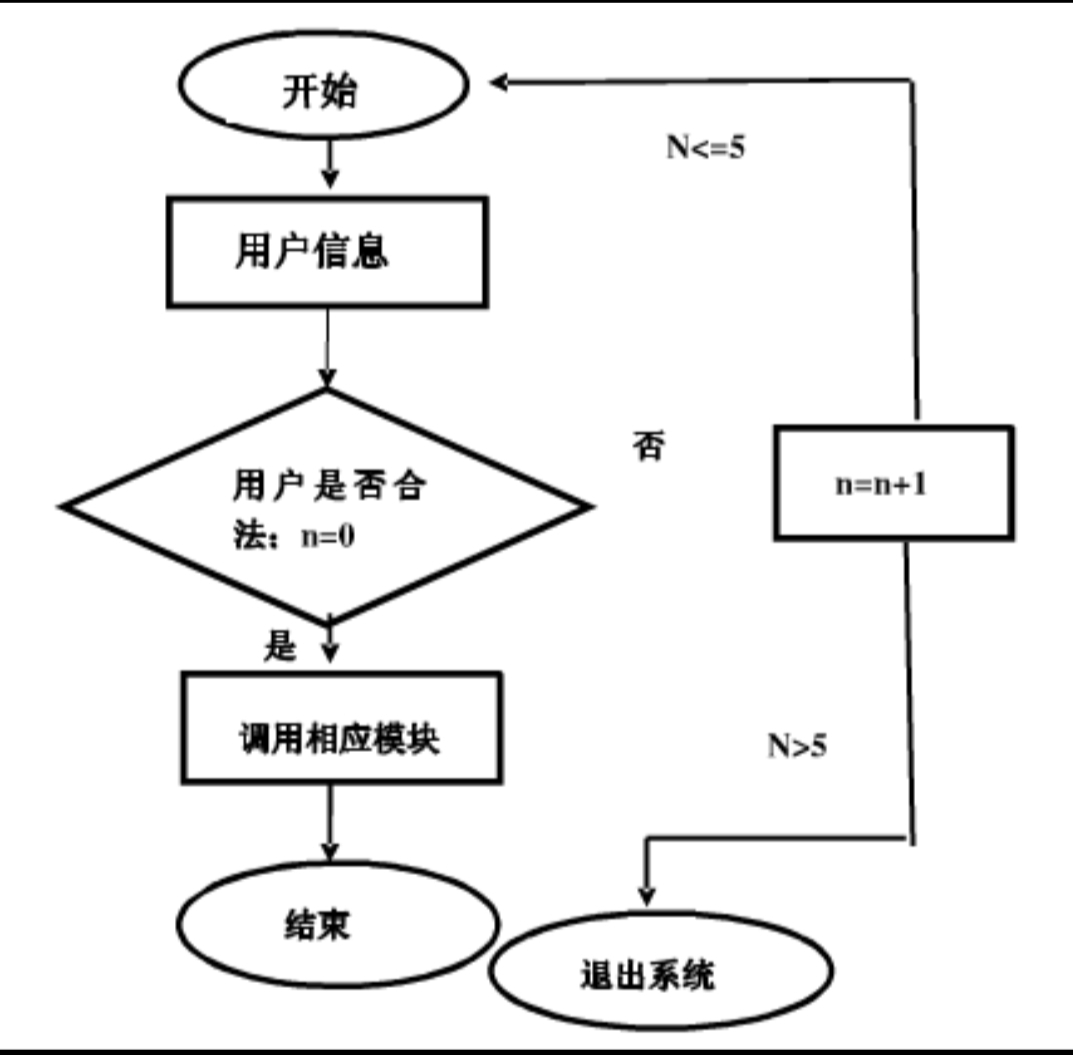 开始
N<=5
用户信息
否
用户是否合
法：n=0
n=n+1
是
调用相应模块
N>5
结束
退出系统